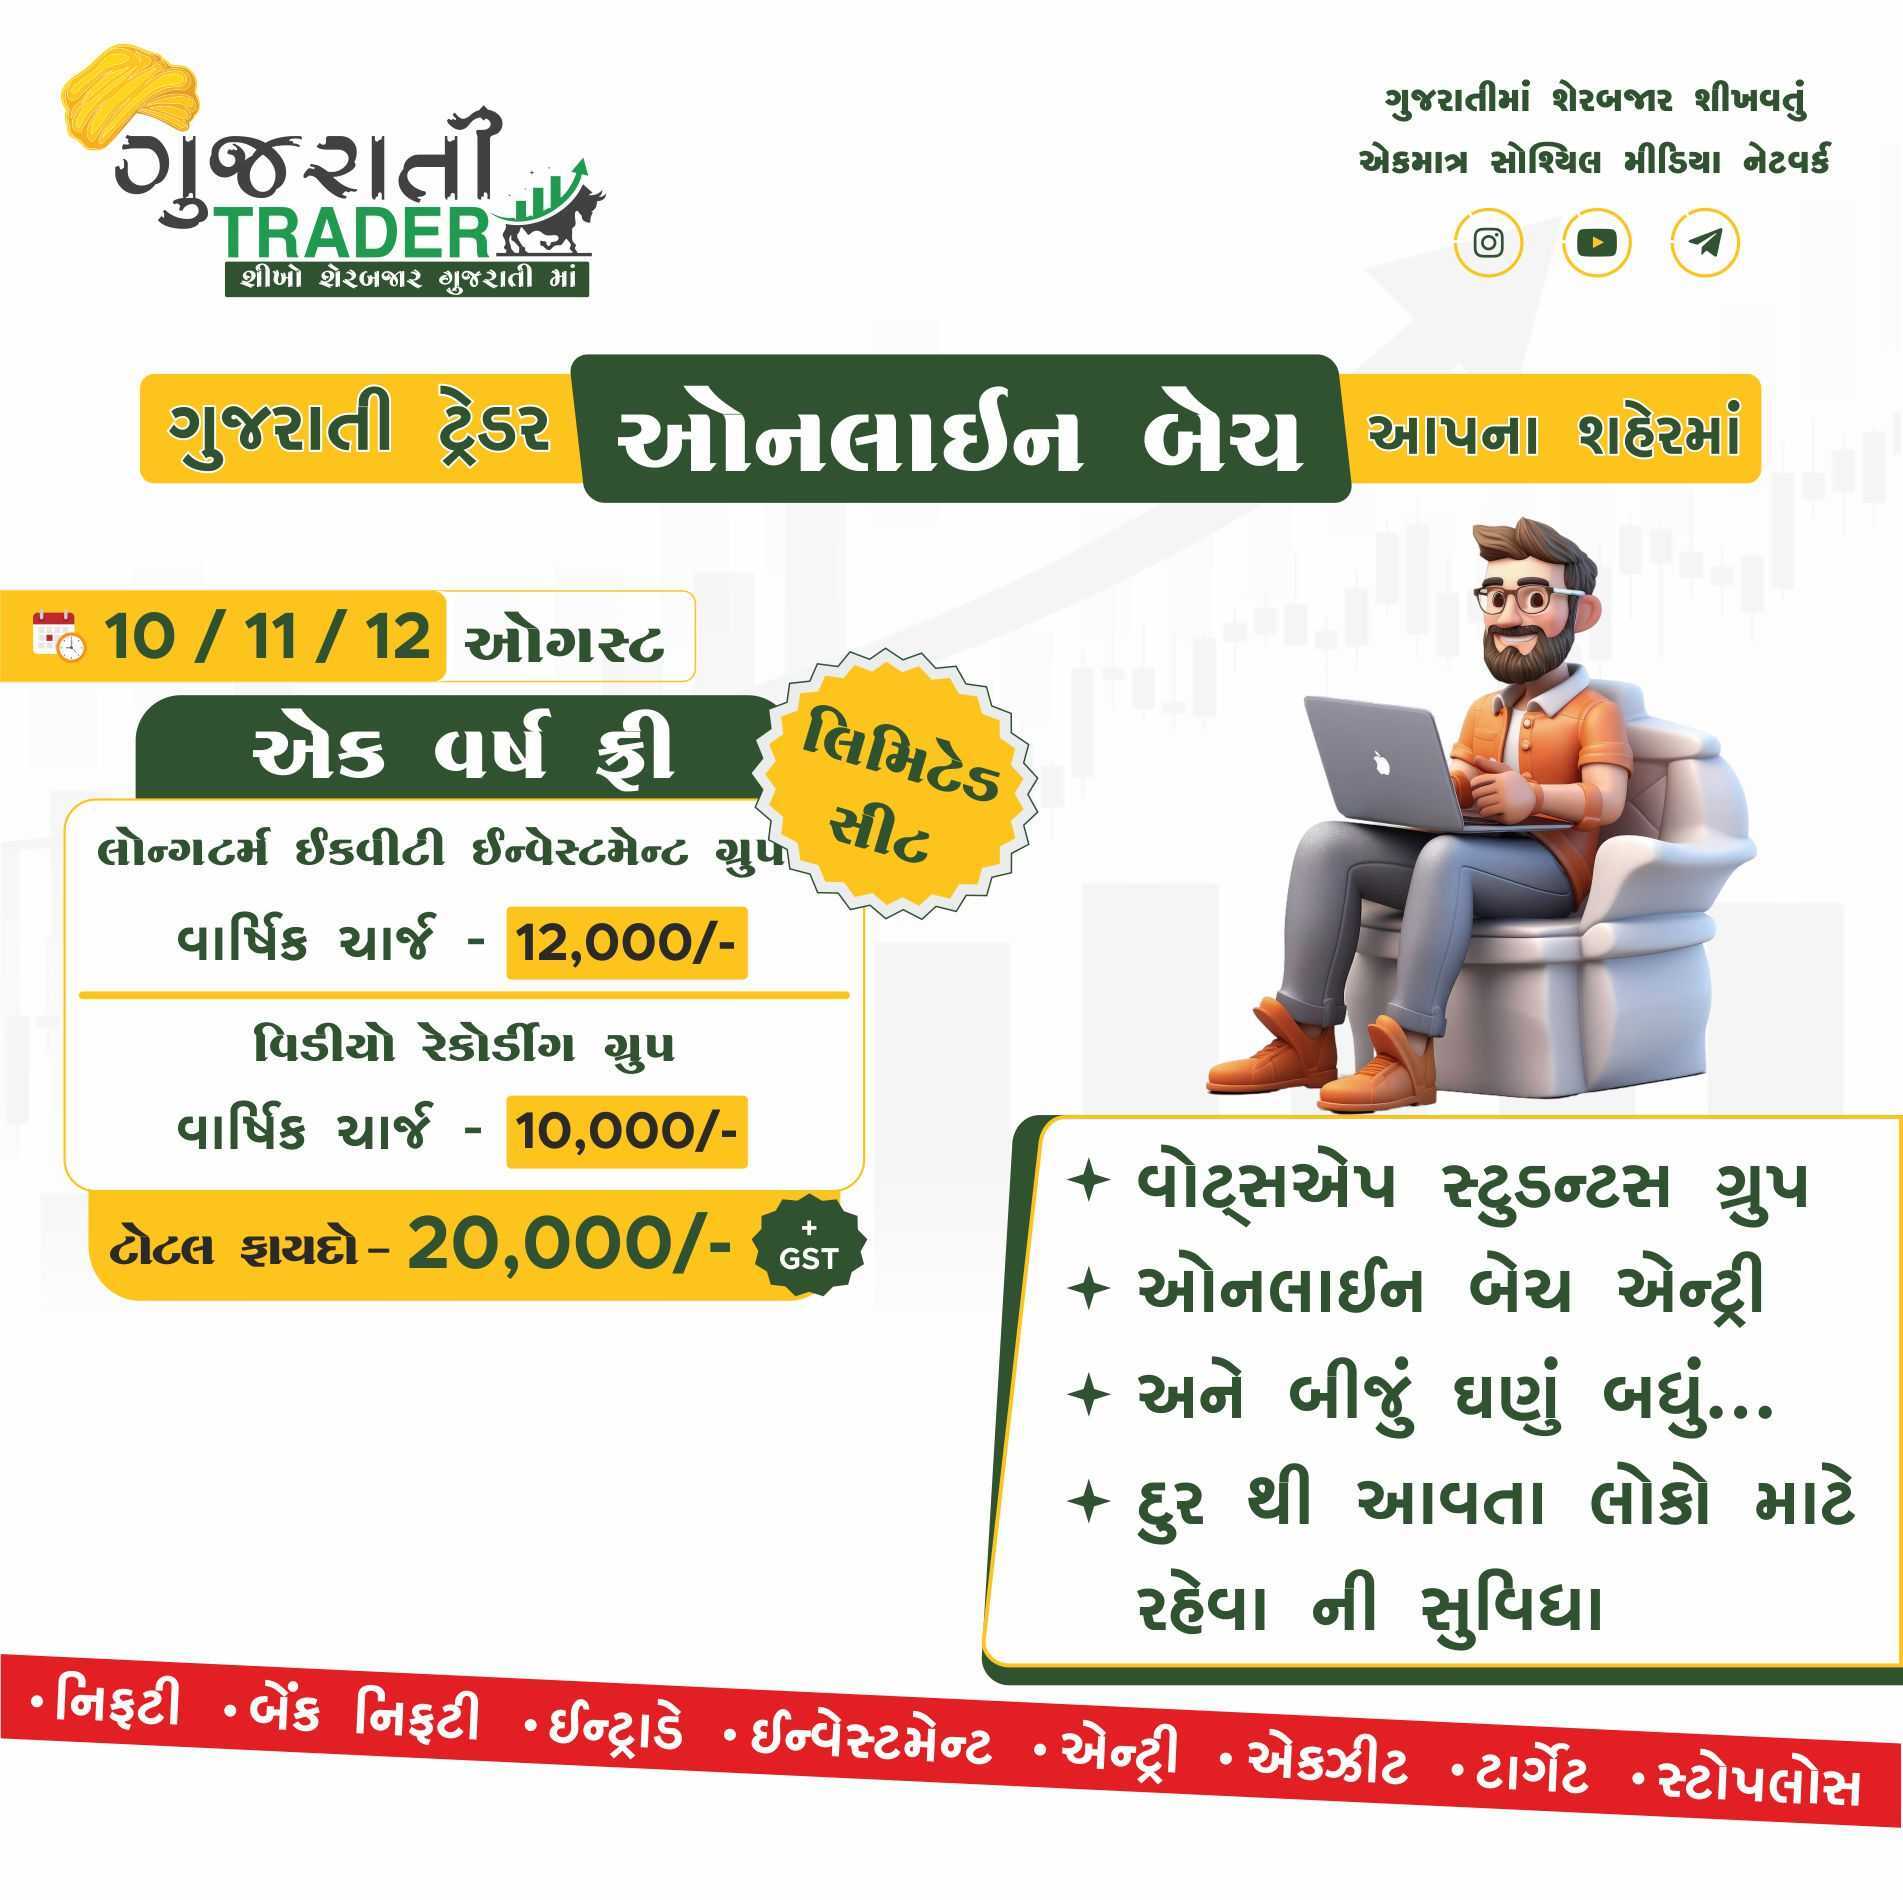 ગુજરાતી
TRADER
શીખો શેરબજાર ગુજરાતી માં
ગુજરાતીમાં શેરબજાર શીખવતું
એકમાત્ર સોશ્યિલ મીડિયા નેટવર્ક
ગુજરાતી ટ્રેડર ઓનલાઈન બેચ આપના શહેરમાં
10 / 11 / 12 ઓગસ્ટ
એક વર્ષ ફ્રી
લિમિટેડ
સીટ
લોન્ગટર્મ ઈકવીટી ઈન્વેસ્ટમેન્ટ ગ્રુપ
વાર્ષિક ચાર્જ - 12,000/-
વિડીયો રેકોર્ડીગ ગ્રુપ
વાર્ષિક ચાર્જ - 10,000/-
ટોટલ ફાયદો - 20,000/- + GST
વોટ્સએપ સ્ટુડન્ટસ ગ્રુપ
ઓનલાઈન બેચ એન્ટ્રી
અને બીજું ઘણું બધું...
દુર થી આવતા લોકો માટે
રહેવા ની સુવિધા
• નિફટી • બેંક નિફટી • ઈન્ટ્રાડે • ઈન્વેસ્ટમેન્ટ • એન્ટ્રી • એકઝીટ • ટાર્ગેટ • સ્ટોપલોસ